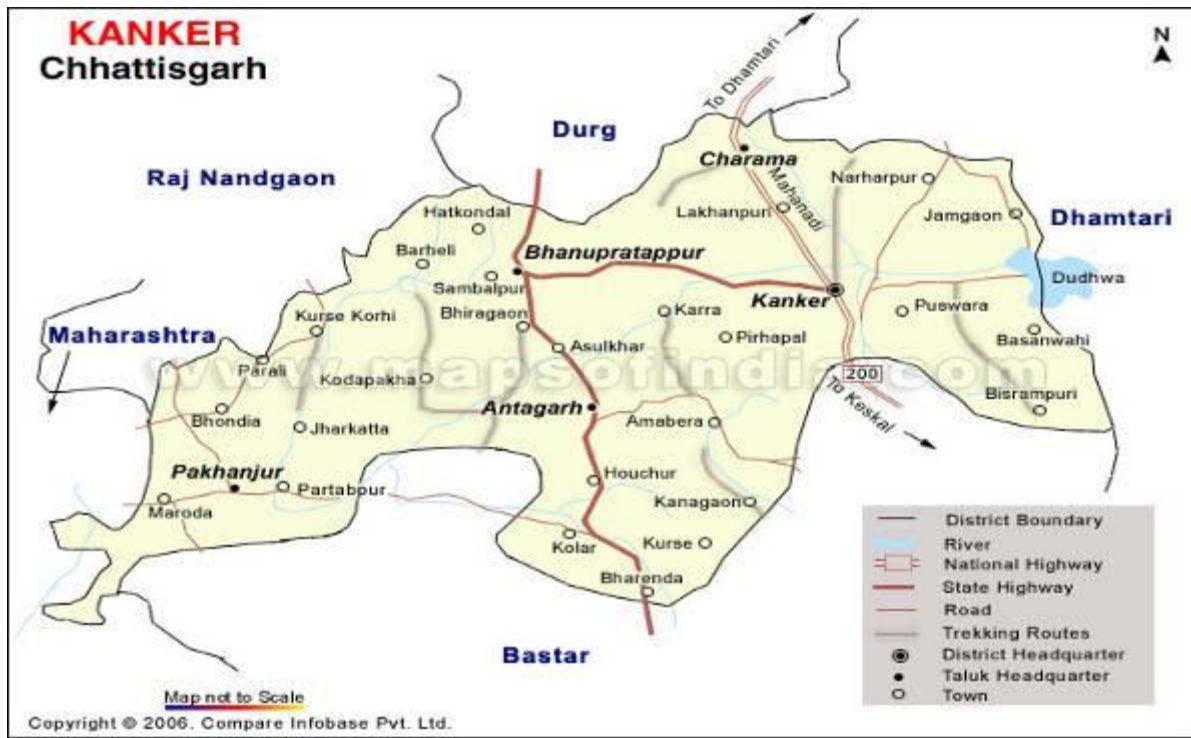 KANKER
Chhattisgarh
N
To Dhamtari
Durg
Raj Nandgaon
Charama
Narharpur
Mahanadi
Lakhanpuri
Jamgaon
Dhamtari
Hatkondal
Barheli
Bhanupratappur
Sambalpur
Dudhwa
Kanker
Puswara
Bhiragaon
Karra
Kurse Korhi
Pirhapal
Basanwahi
Maharashtra
Asulkhar
www.mapsofindia.com
Parali
Kodapakha
200
To Keskal
Bisrampuri
Bhondia
Antagarh
Amabera
Jharkatta
Pakhanjur
Partabpur
Houchur
Kanagaon
Maroda
Kolar
Kurse
Bharenda
Bastar
District Boundary
River
National Highway
State Highway
Road
Trekking Routes
District Headquarter
Taluk Headquarter
Town
Map not to Scale
Copyright © 2006. Compare Infobase Pvt. Ltd.